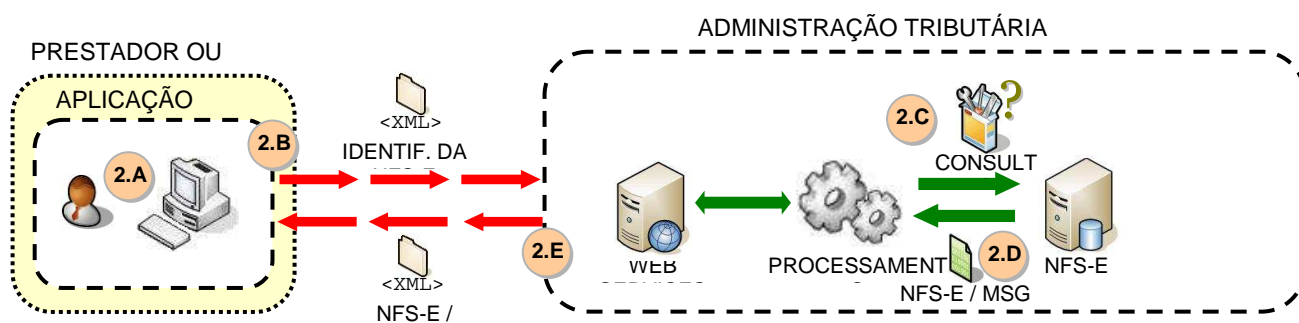 ADMINISTRAÇÃO TRIBUTÁRIA
PRESTADOR OU
APLICAÇÃO
2.A
2.B
<XML>
IDENTIF. DA
2.C
CONSULT
2.E
<XML>
NFS-E /
WEB
PROCESSAMENT
2.D
NFS-E / MSG
NFS-E